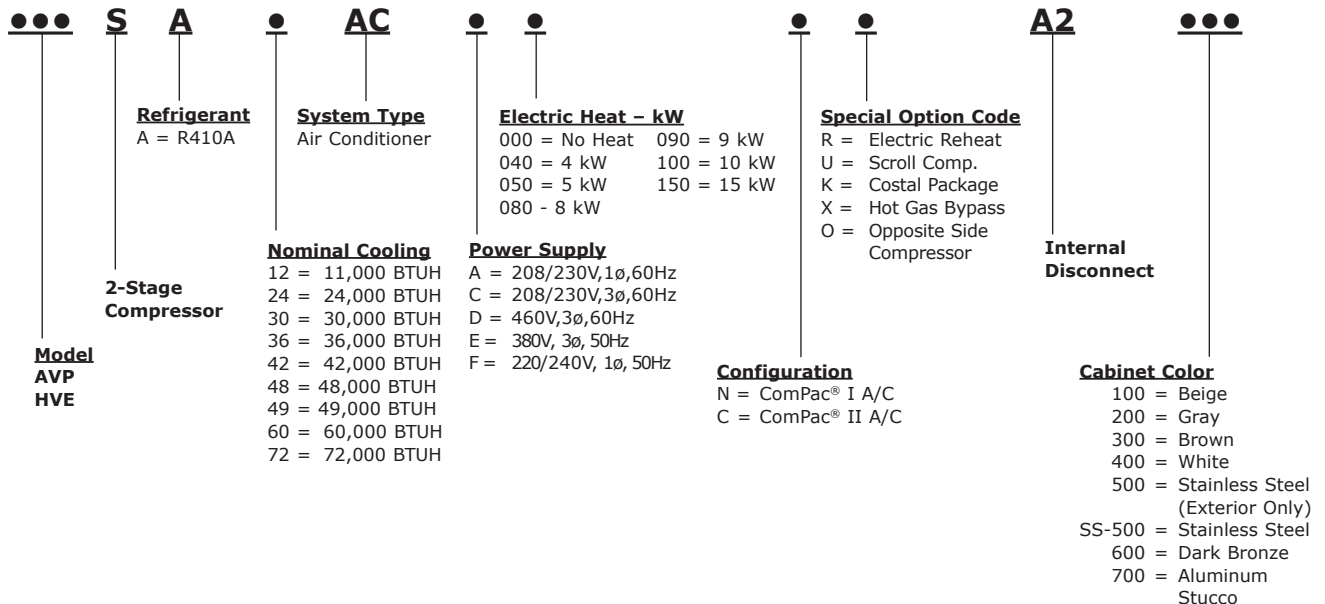 ●●● S A ● AC ● ● ● ● A2 ●●●
Refrigerant
A = R410A
System Type
Air Conditioner
Electric Heat – kW
000 = No Heat 090 = 9 kW
040 = 4 kW 100 = 10 kW
050 = 5 kW 150 = 15 kW
080 - 8 kW
Special Option Code
R = Electric Reheat
U = Scroll Comp.
K = Costal Package
X = Hot Gas Bypass
O = Opposite Side
Compressor
Internal
Disconnect
Nominal Cooling
12 = 11,000 BTUH
24 = 24,000 BTUH
30 = 30,000 BTUH
36 = 36,000 BTUH
42 = 42,000 BTUH
48 = 48,000 BTUH
49 = 49,000 BTUH
60 = 60,000 BTUH
72 = 72,000 BTUH
Power Supply
A = 208/230V,1ø,60Hz
C = 208/230V,3ø,60Hz
D = 460V,3ø,60Hz
E = 380V, 3ø, 50Hz
F = 220/240V, 1ø, 50Hz
2-Stage
Compressor
Model
AVP
HVE
Configuration
N = ComPac® I A/C
C = ComPac® II A/C
Cabinet Color
100 = Beige
200 = Gray
300 = Brown
400 = White
500 = Stainless Steel
(Exterior Only)
SS-500 = Stainless Steel
600 = Dark Bronze
700 = Aluminum
Stucco